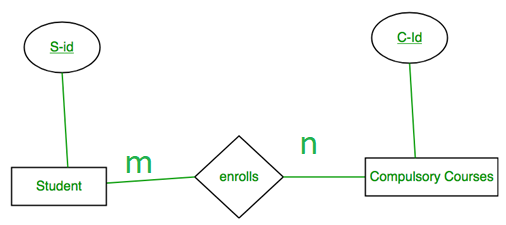 S-id
C-Id
m
n
Student
enrolls
Compulsory Courses